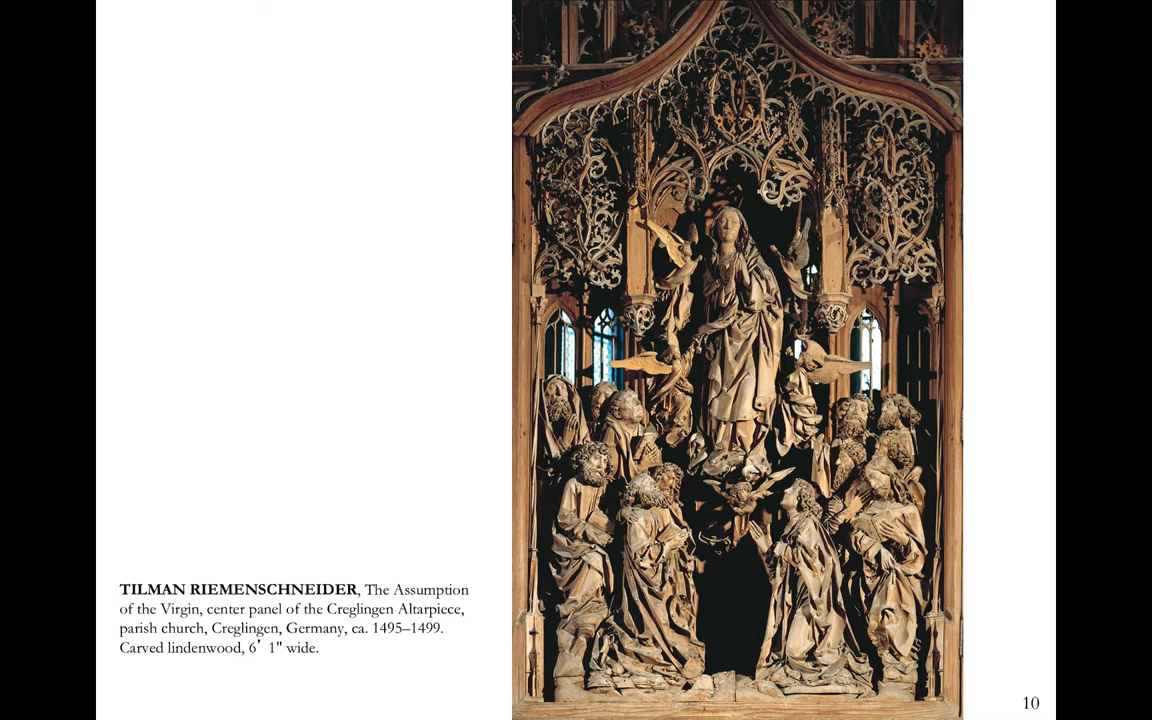 TILMAN RIEMENSCHNEIDER, The Assumption
of the Virgin, center panel of the Creglingen Altarpiece,
parish church, Creglingen, Germany, ca. 1495–1499.
Carved lindenwood, 6’ 1" wide.
10